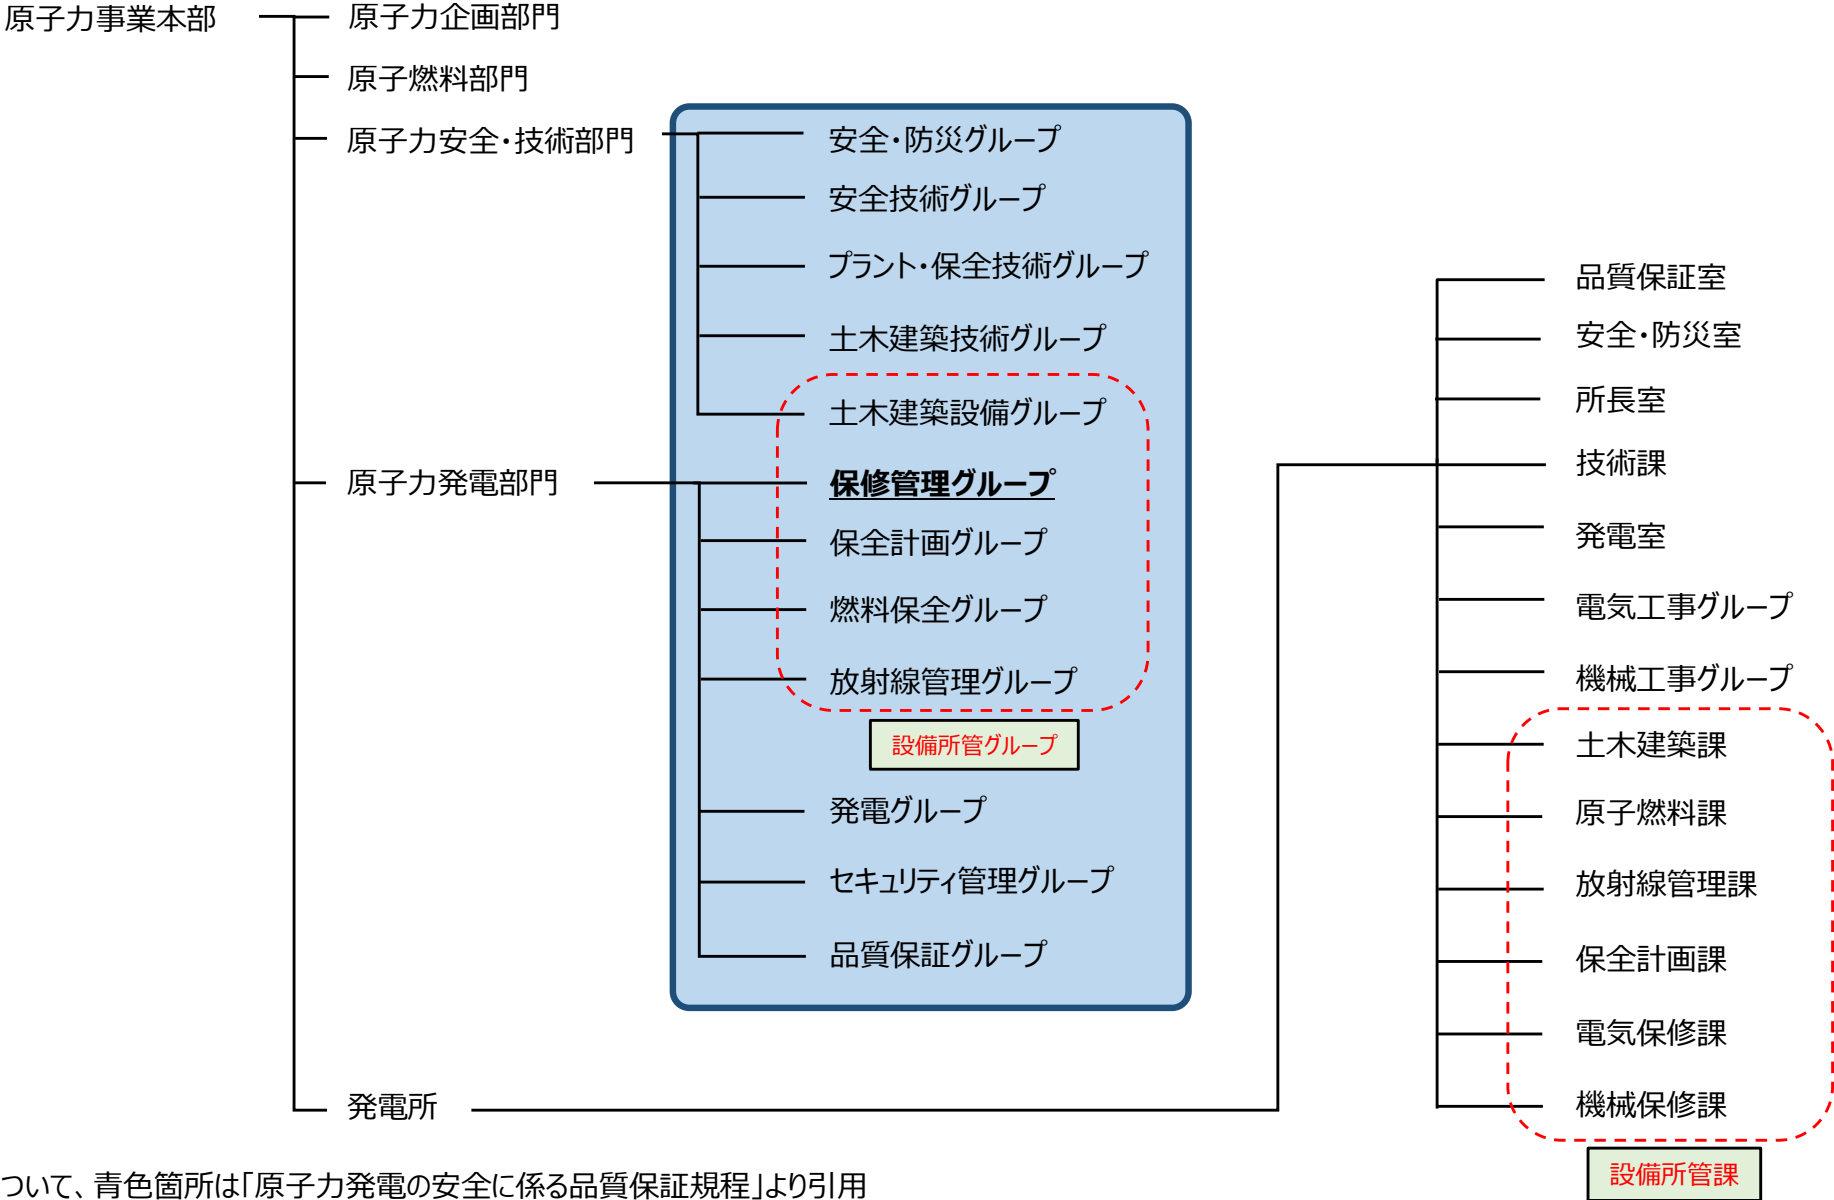 原子力事業本部
原子力企画部門
原子燃料部門
原子力安全・技術部門
安全・防災グループ
安全技術グループ
プラント・保全技術グループ
土木建築技術グループ
土木建築設備グループ
原子力発電部門
保修管理グループ
保全計画グループ
燃料保全グループ
放射線管理グループ
設備所管グループ
発電グループ
セキュリティ管理グループ
品質保証グループ
発電所
品質保証室
安全・防災室
所長室
技術課
発電室
電気工事グループ
機械工事グループ
土木建築課
原子燃料課
放射線管理課
保全計画課
電気保修課
機械保修課
設備所管課
ついて、青色箇所は「原子力発電の安全に係る品質保証規程」より引用